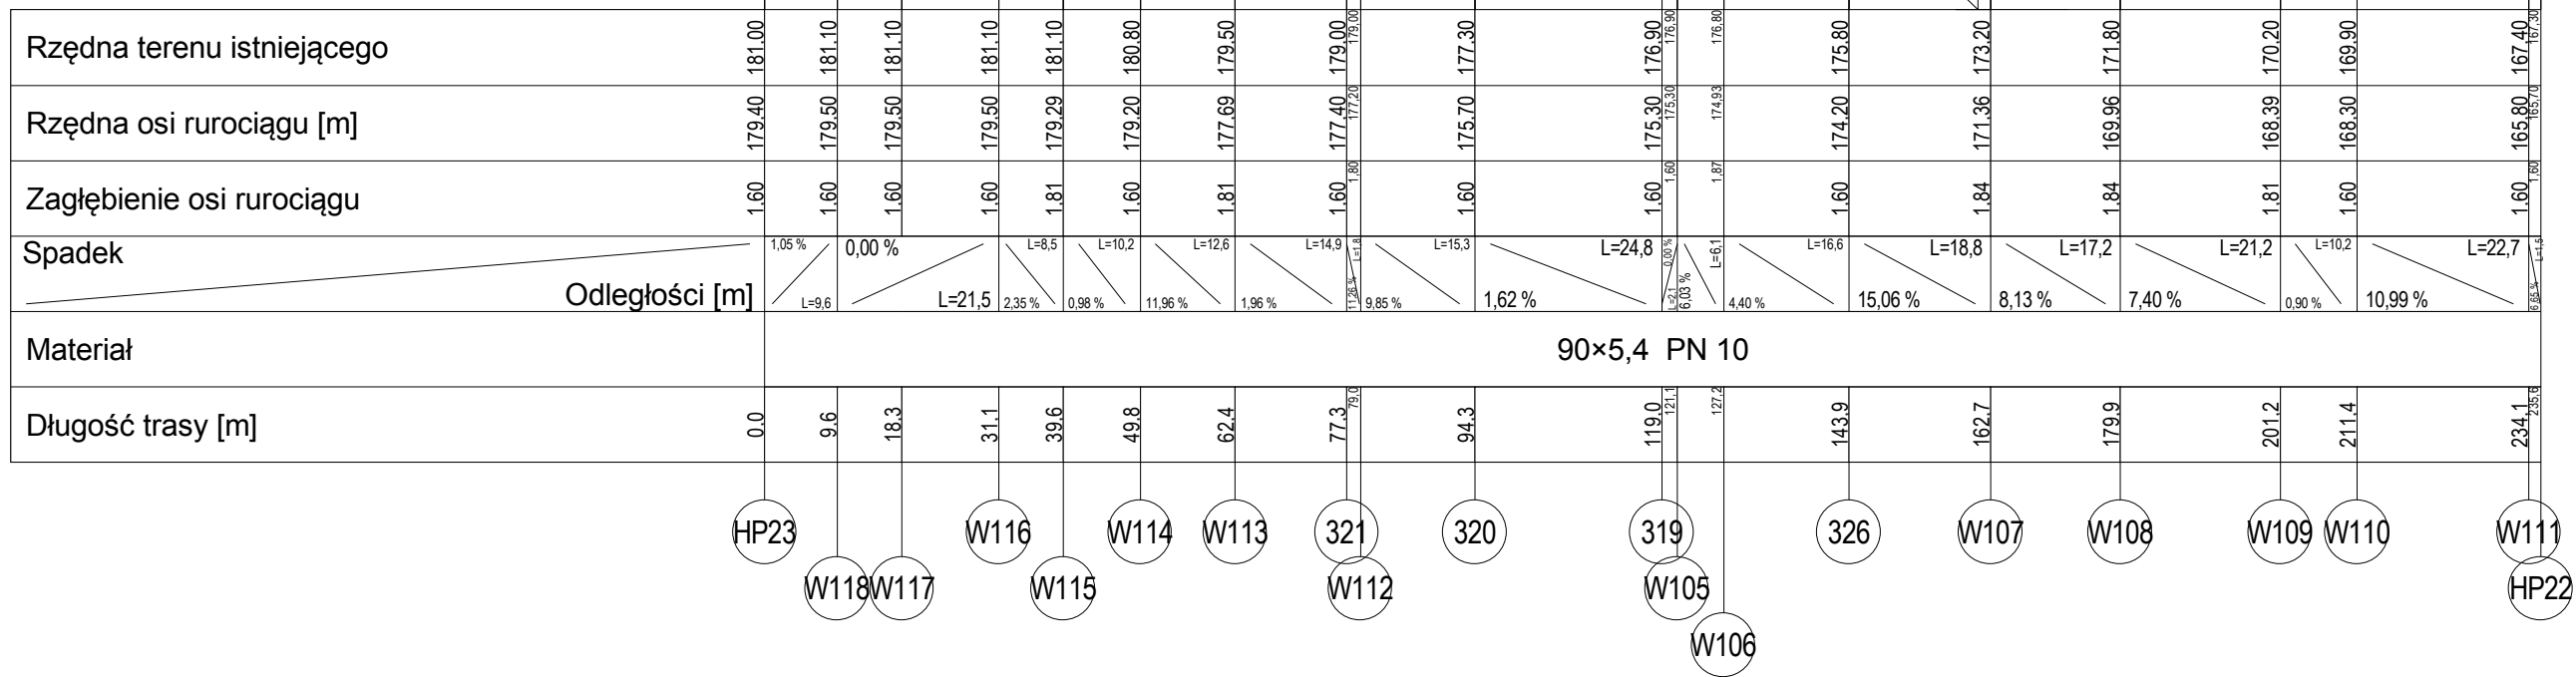 Rzędna terenu istniejącego 181.00 181.10 181.10 181.10 181.10 180.80 179.50 179.00 179,00 177.30 176.90 176,90 176,80 175.80 173.20 171.80 170.20 169.90 167.40 167,30
Rzędna osi rurociągu [m] 179.40 179.50 179.50 179.50 179.29 179.20 177.69 177.40 177,20 175.70 175.30 175,30 174,93 174.20 171.36 169.96 168.39 168.30 165.80 165,70
Zagłębienie osi rurociągu 1.60 1.60 1.60 1.60 1.81 1.60 1.81 1.60 1,80 1.60 1.60 1,60 1,87 1.60 1.84 1.84 1.81 1.60 1.60 1,60
Spadek 1,05 % 0,00 % L=8,5 L=10,2 L=12,6 L=14,9 L=1,8 L=15,3 L=24,8 0,00 % L=6,1 L=16,6 L=18,8 L=17,2 L=21,2 L=10,2 L=22,7 L=1,5
Odległości [m] L=9,6 L=21,5 2,35 % 0,98 % 11,96 % 1,96 % 11,26 % 9,85 % 1,62 % L=2,1 6,03 % 4,40 % 15,06 % 8,13 % 7,40 % 0,90 % 10,99 % 6,65 %
Materiał 90×5,4 PN 10
Długość trasy [m] 0.0 9.6 18.3 31.1 39.6 49.8 62.4 77.3 79,0 94.3 119.0 121,1 127,2 143.9 162.7 179.9 201.2 211.4 234.1 235,6
HP23 W116 W114 W113 321 320 319 326 W107 W108 W109 W110 W111
W118 W117 W115 W112 W105 HP22
W106